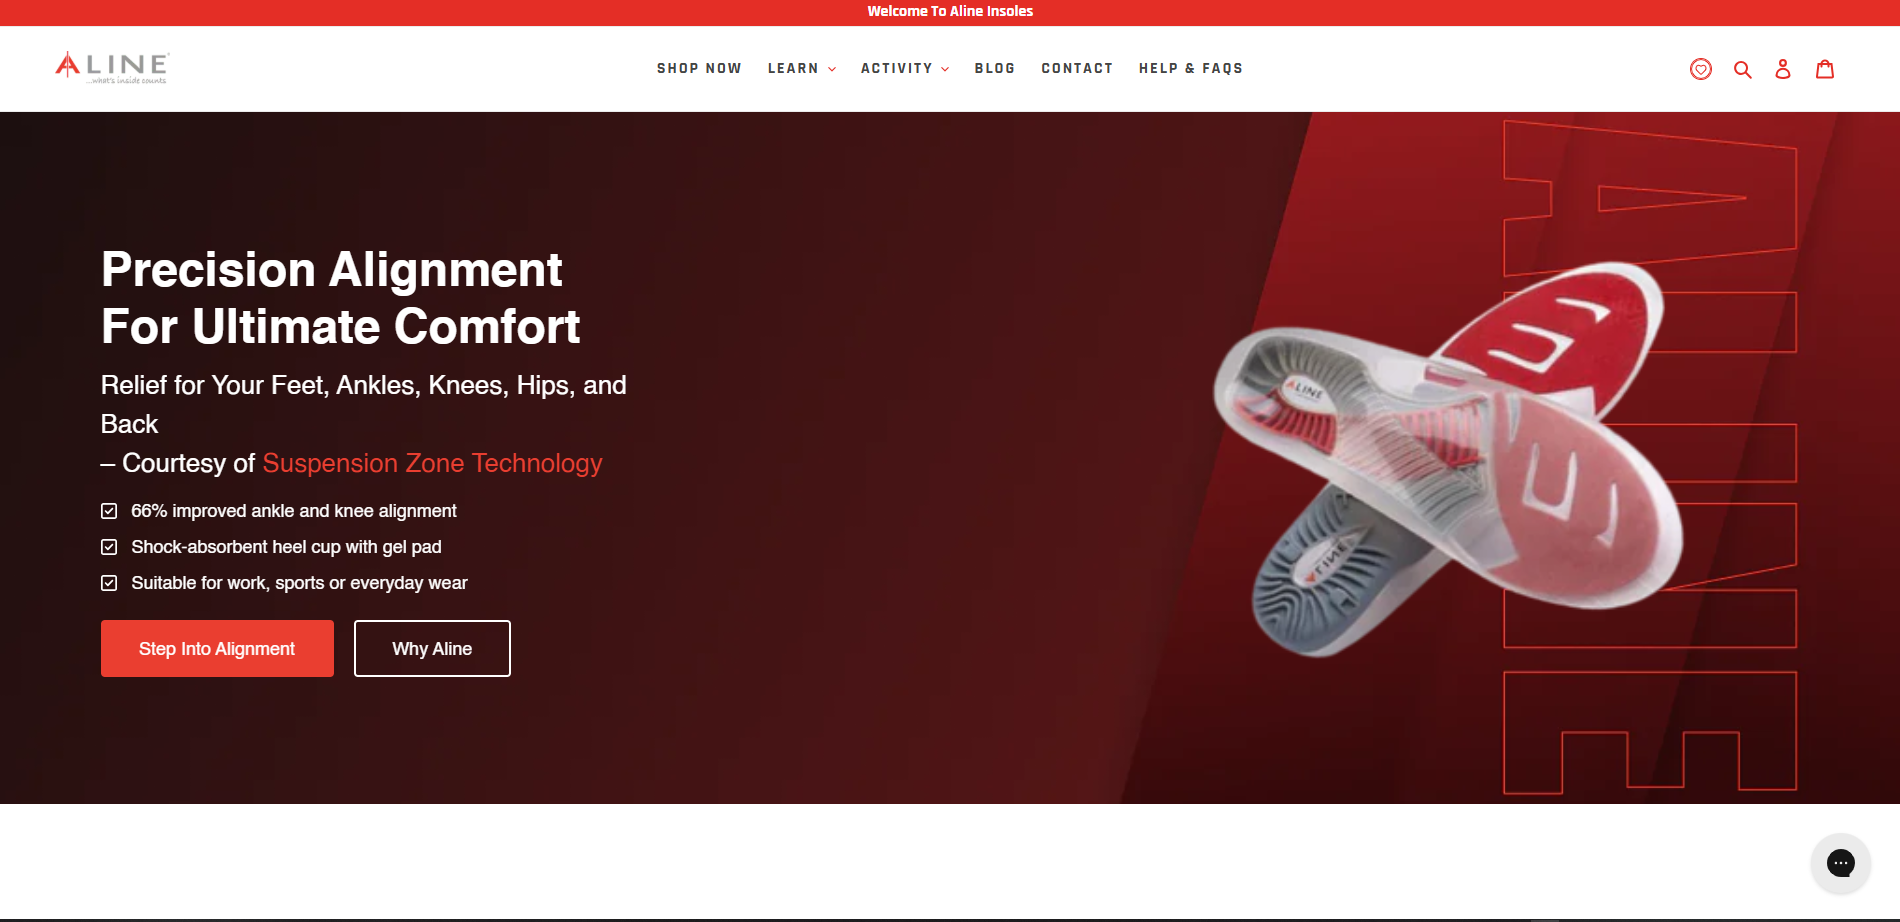 Welcome To Aline Insoles
ALINE
...what's inside counts
SHOP NOW
LEARN
ACTIVITY
BLOG
CONTACT
HELP & FAQS
Precision Alignment
For Ultimate Comfort
Relief for Your Feet, Ankles, Knees, Hips, and
Back
– Courtesy of Suspension Zone Technology
66% improved ankle and knee alignment
Shock-absorbent heel cup with gel pad
Suitable for work, sports or everyday wear
Step Into Alignment
Why Aline
ALINE
ALINE
ALINE